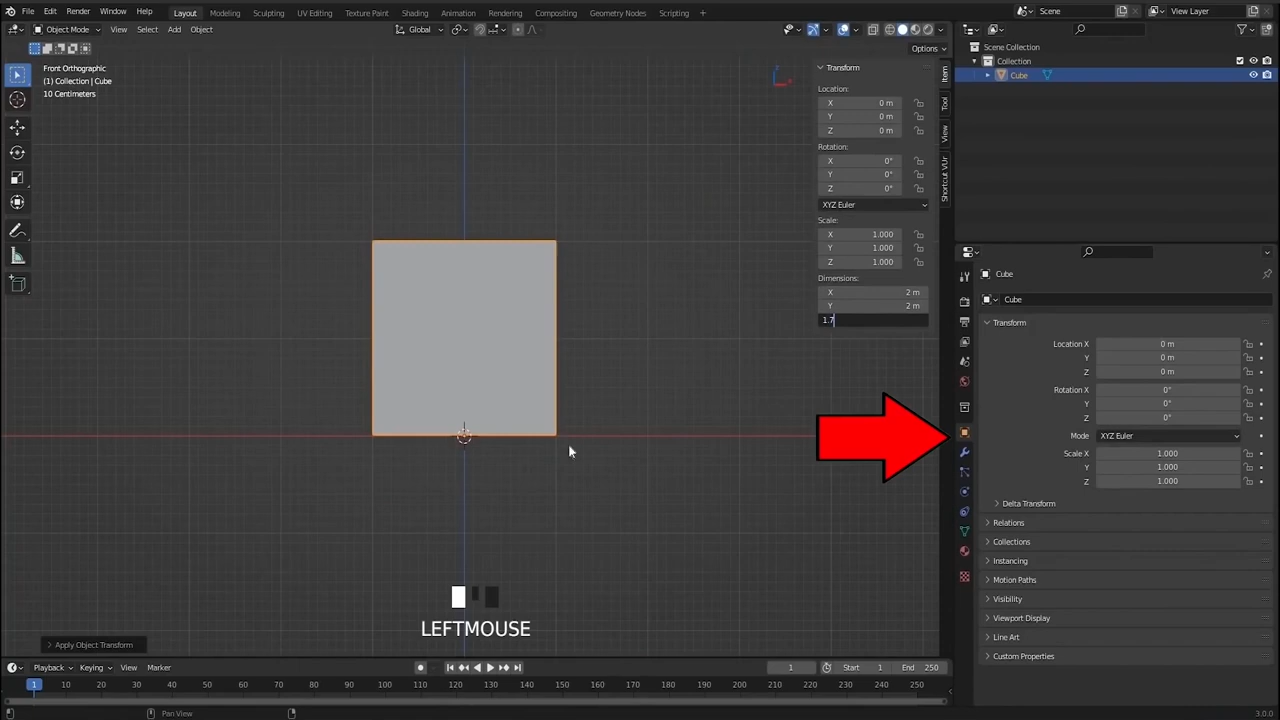 File Edit Render Window Help Layout Modeling Sculpting UV Editing Texture Paint Shading Animation Rendering Compositing Geometry Nodes Scripting Scene View Layer
Object Mode View Select Add Object Global
Options
Front Orthographic
(1) Collection | Cube
10 Centimeters
Transform
Location:
X 0 m
Y 0 m
Z 0 m
Rotation:
X 0°
Y 0°
Z 0°
XYZ Euler
Scale:
X 1.000
Y 1.000
Z 1.000
Dimensions:
X 2 m
Y 2 m
1.7
Item
Tool
View
Shortcut VUr
Scene Collection
Collection
Cube
Cube
Cube
Transform
Location X 0 m
Y 0 m
Z 0 m
Rotation X 0°
Y 0°
Z 0°
Mode XYZ Euler
Scale X 1.000
Y 1.000
Z 1.000
Delta Transform
Relations
Collections
Instancing
Motion Paths
Visibility
Viewport Display
Line Art
Custom Properties
LEFTMOUSE
Apply Object Transform
Playback Keying View Marker 1 Start 1 End 250
1 10 20 30 40 50 60 70 80 90 100 110 120 130 140 150 160 170 180 190 200 210 220 230 240 250
Pan View 3.0.0